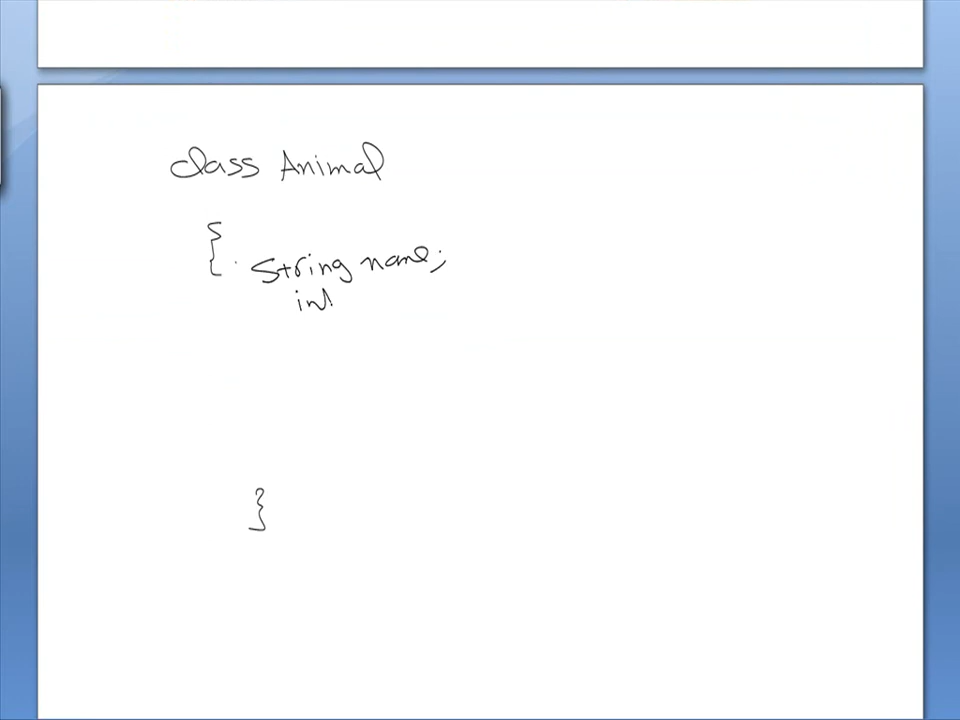 class Animal
{
String name;
int
}